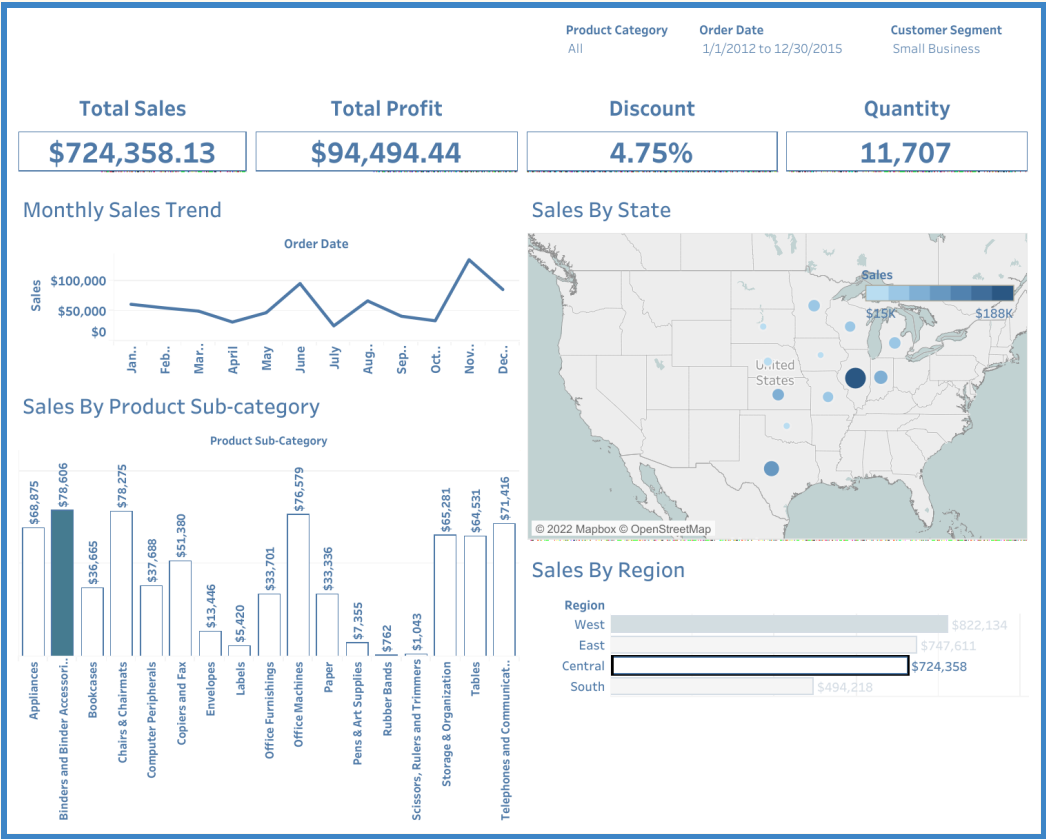 Product Category
Order Date
Customer Segment
All
1/1/2012 to 12/30/2015
Small Business
Total Sales
Total Profit
Discount
Quantity
$724,358.13
$94,494.44
4.75%
11,707
Monthly Sales Trend
Order Date
Sales
$100,000
$50,000
$0
Jan..
Feb..
Mar..
April
May
June
July
Aug..
Sep..
Oct..
Nov..
Dec..
Sales By State
Sales
$15K
$188K
United
States
© 2022 Mapbox © OpenStreetMap
Sales By Product Sub-category
Product Sub-Category
$68,875
$78,606
$36,665
$78,275
$37,688
$51,380
$13,446
$5,420
$33,701
$76,579
$33,336
$7,355
$762
$1,043
$65,281
$64,531
$71,416
Appliances
Binders and Binder Accessori..
Bookcases
Chairs & Chairmats
Computer Peripherals
Copiers and Fax
Envelopes
Labels
Office Furnishings
Office Machines
Paper
Pens & Art Supplies
Rubber Bands
Scissors, Rulers and Trimmers
Storage & Organization
Tables
Telephones and Communicat..
Sales By Region
Region
West
$822,134
East
$747,611
Central
$724,358
South
$494,218